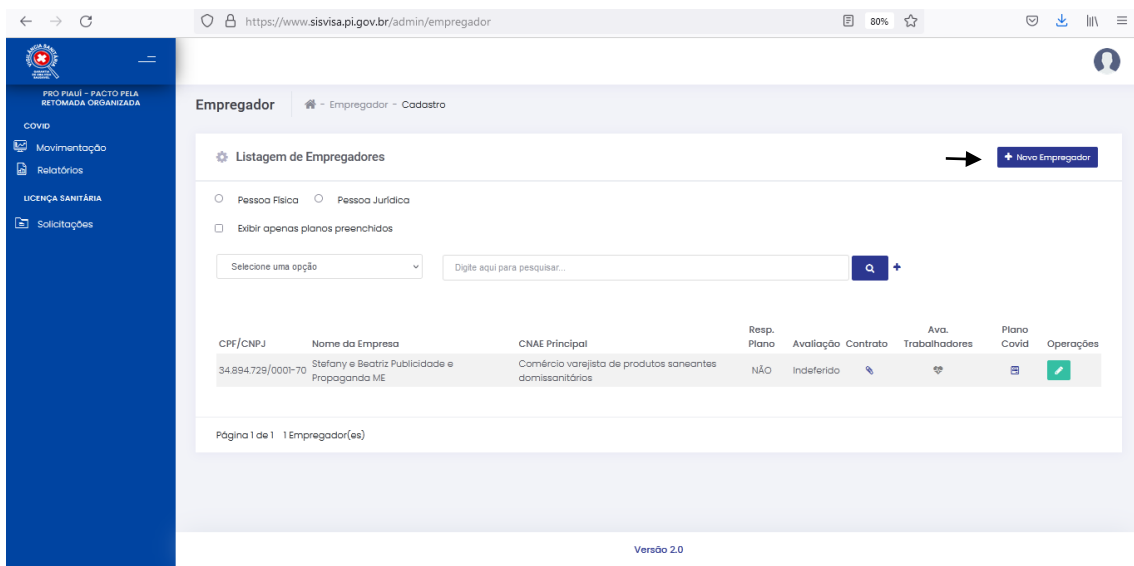 https://www.sisvisa.pi.gov.br/admin/empregador
80%
PRO PIAUÍ - PACTO PELA
RETOMADA ORGANIZADA
COVID
Movimentação
Relatórios
LICENÇA SANITÁRIA
Solicitações
Empregador
- Empregador - Cadastro
Listagem de Empregadores
+ Novo Empregador
Pessoa Física Pessoa Jurídica
Exibir apenas planos preenchidos
Selecione uma opção
Digite aqui para pesquisar...
CPF/CNPJ Nome da Empresa CNAE Principal Resp. Plano Avaliação Contrato Ava. Trabalhadores Plano Covid Operações
34.894.729/0001-70 Stefany e Beatriz Publicidade e Propaganda ME Comércio varejista de produtos saneantes domissanitários NÃO Indeferido
Página 1 de 1 1 Empregador(es)
Versão 2.0